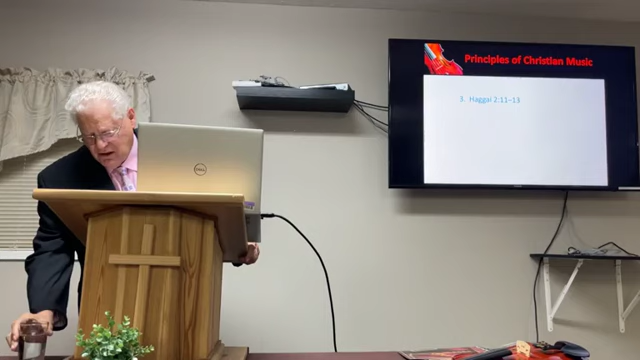 Principles of Christian Music
3. Haggai 2:11–13
DELL